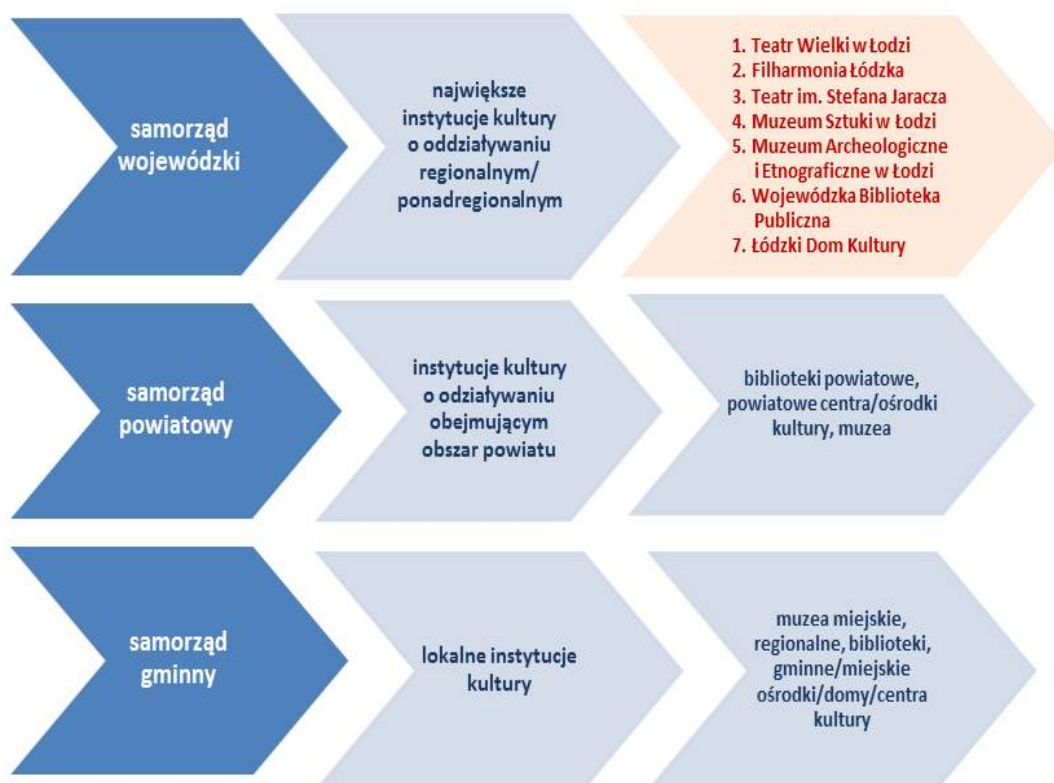 samorząd
wojewódzki
największe
instytucje kultury
o oddziaływaniu
regionalnym/
ponadregionalnym
1. Teatr Wielki w Łodzi
2. Filharmonia Łódzka
3. Teatr im. Stefana Jaracza
4. Muzeum Sztuki w Łodzi
5. Muzeum Archeologiczne
i Etnograficzne w Łodzi
6. Wojewódzka Biblioteka
Publiczna
7. Łódzki Dom Kultury
samorząd
powiatowy
instytucje kultury
o odziaływaniu
obejmującym
obszar powiatu
biblioteki powiatowe,
powiatowe centra/ośrodki
kultury, muzea
samorząd
gminny
lokalne instytucje
kultury
muzea miejskie,
regionalne, biblioteki,
gminne/miejskie
ośrodki/domy/centra
kultury